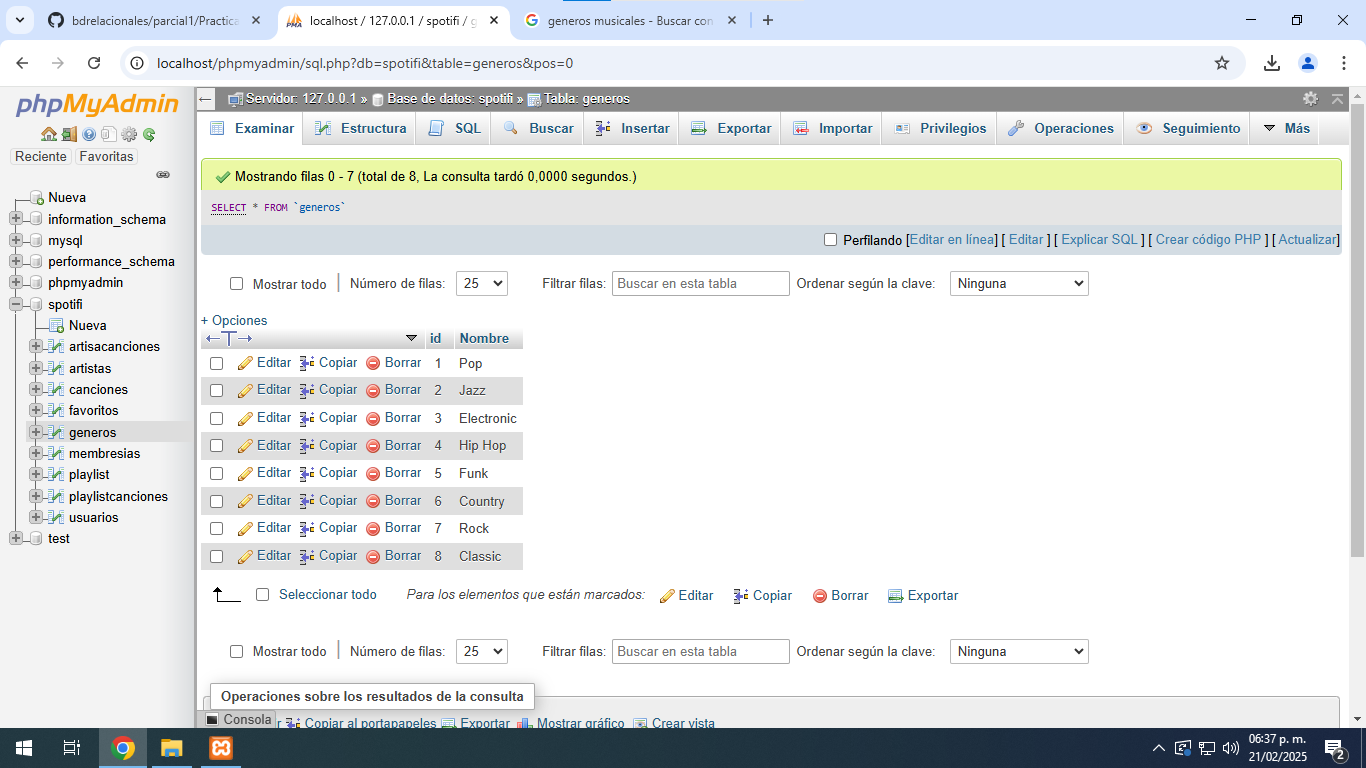 bdrelacionales/parcial1/Practica
localhost / 127.0.0.1 / spotifi / g
generos musicales - Buscar con
localhost/phpmyadmin/sql.php?db=spotifi&table=generos&pos=0
phpMyAdmin
Reciente Favoritas
Nueva
information_schema
mysql
performance_schema
phpmyadmin
spotifi
Nueva
artisacanciones
artistas
canciones
favoritos
generos
membresias
playlist
playlistcanciones
usuarios
test
Servidor: 127.0.0.1 » Base de datos: spotifi » Tabla: generos
Examinar Estructura SQL Buscar Insertar Exportar Importar Privilegios Operaciones Seguimiento Más
Mostrando filas 0 - 7 (total de 8, La consulta tardó 0,0000 segundos.)
SELECT * FROM `generos`
Perfilando [Editar en línea] [ Editar ] [ Explicar SQL ] [ Crear código PHP ] [ Actualizar]
Mostrar todo | Número de filas: 25 Filtrar filas: Buscar en esta tabla Ordenar según la clave: Ninguna
+ Opciones
←T→ id Nombre
Editar Copiar Borrar 1 Pop
Editar Copiar Borrar 2 Jazz
Editar Copiar Borrar 3 Electronic
Editar Copiar Borrar 4 Hip Hop
Editar Copiar Borrar 5 Funk
Editar Copiar Borrar 6 Country
Editar Copiar Borrar 7 Rock
Editar Copiar Borrar 8 Classic
Seleccionar todo Para los elementos que están marcados: Editar Copiar Borrar Exportar
Mostrar todo | Número de filas: 25 Filtrar filas: Buscar en esta tabla Ordenar según la clave: Ninguna
Operaciones sobre los resultados de la consulta
Copiar al portapapeles Exportar Mostrar gráfico Crear vista
Consola
06:37 p. m.
21/02/2025
2